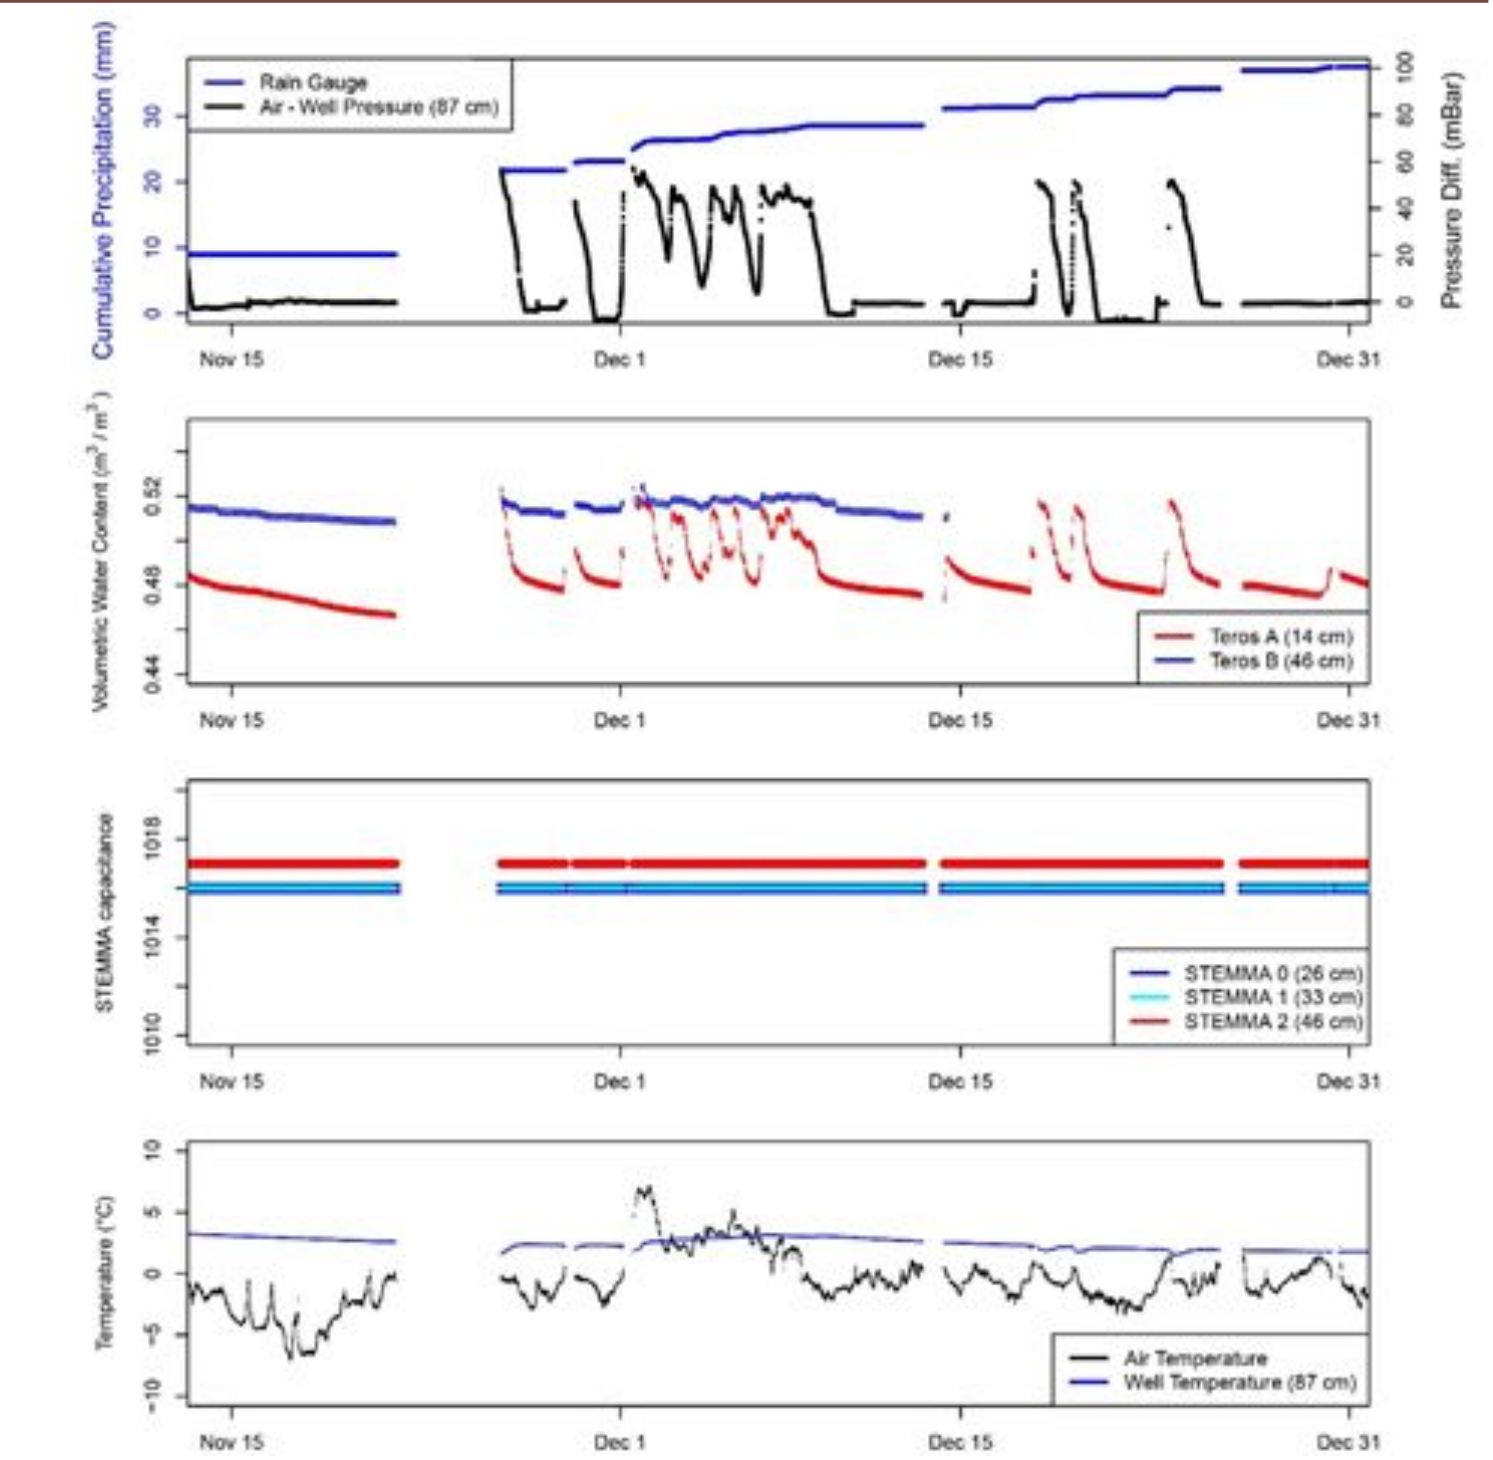 Cumulative Precipitation (mm)
0 10 20 30
Rain Gauge
Air - Well Pressure (87 cm)
0 20 40 60 80 100
Pressure Diff. (mBar)
Nov 15 Dec 1 Dec 15 Dec 31
Volumetric Water Content (m³ / m³)
0.44 0.48 0.52
Teros A (14 cm)
Teros B (46 cm)
Nov 15 Dec 1 Dec 15 Dec 31
STEMMA capacitance
1010 1014 1018
STEMMA 0 (26 cm)
STEMMA 1 (33 cm)
STEMMA 2 (46 cm)
Nov 15 Dec 1 Dec 15 Dec 31
Temperature (°C)
−10 −5 0 5 10
Air Temperature
Well Temperature (87 cm)
Nov 15 Dec 1 Dec 15 Dec 31